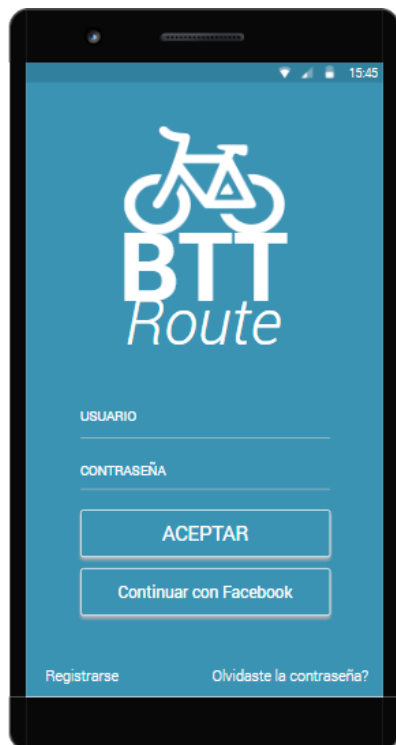 15:45
BTT
Route
USUARIO
CONTRASEÑA
ACEPTAR
Continuar con Facebook
Registrarse Olvidaste la contraseña?